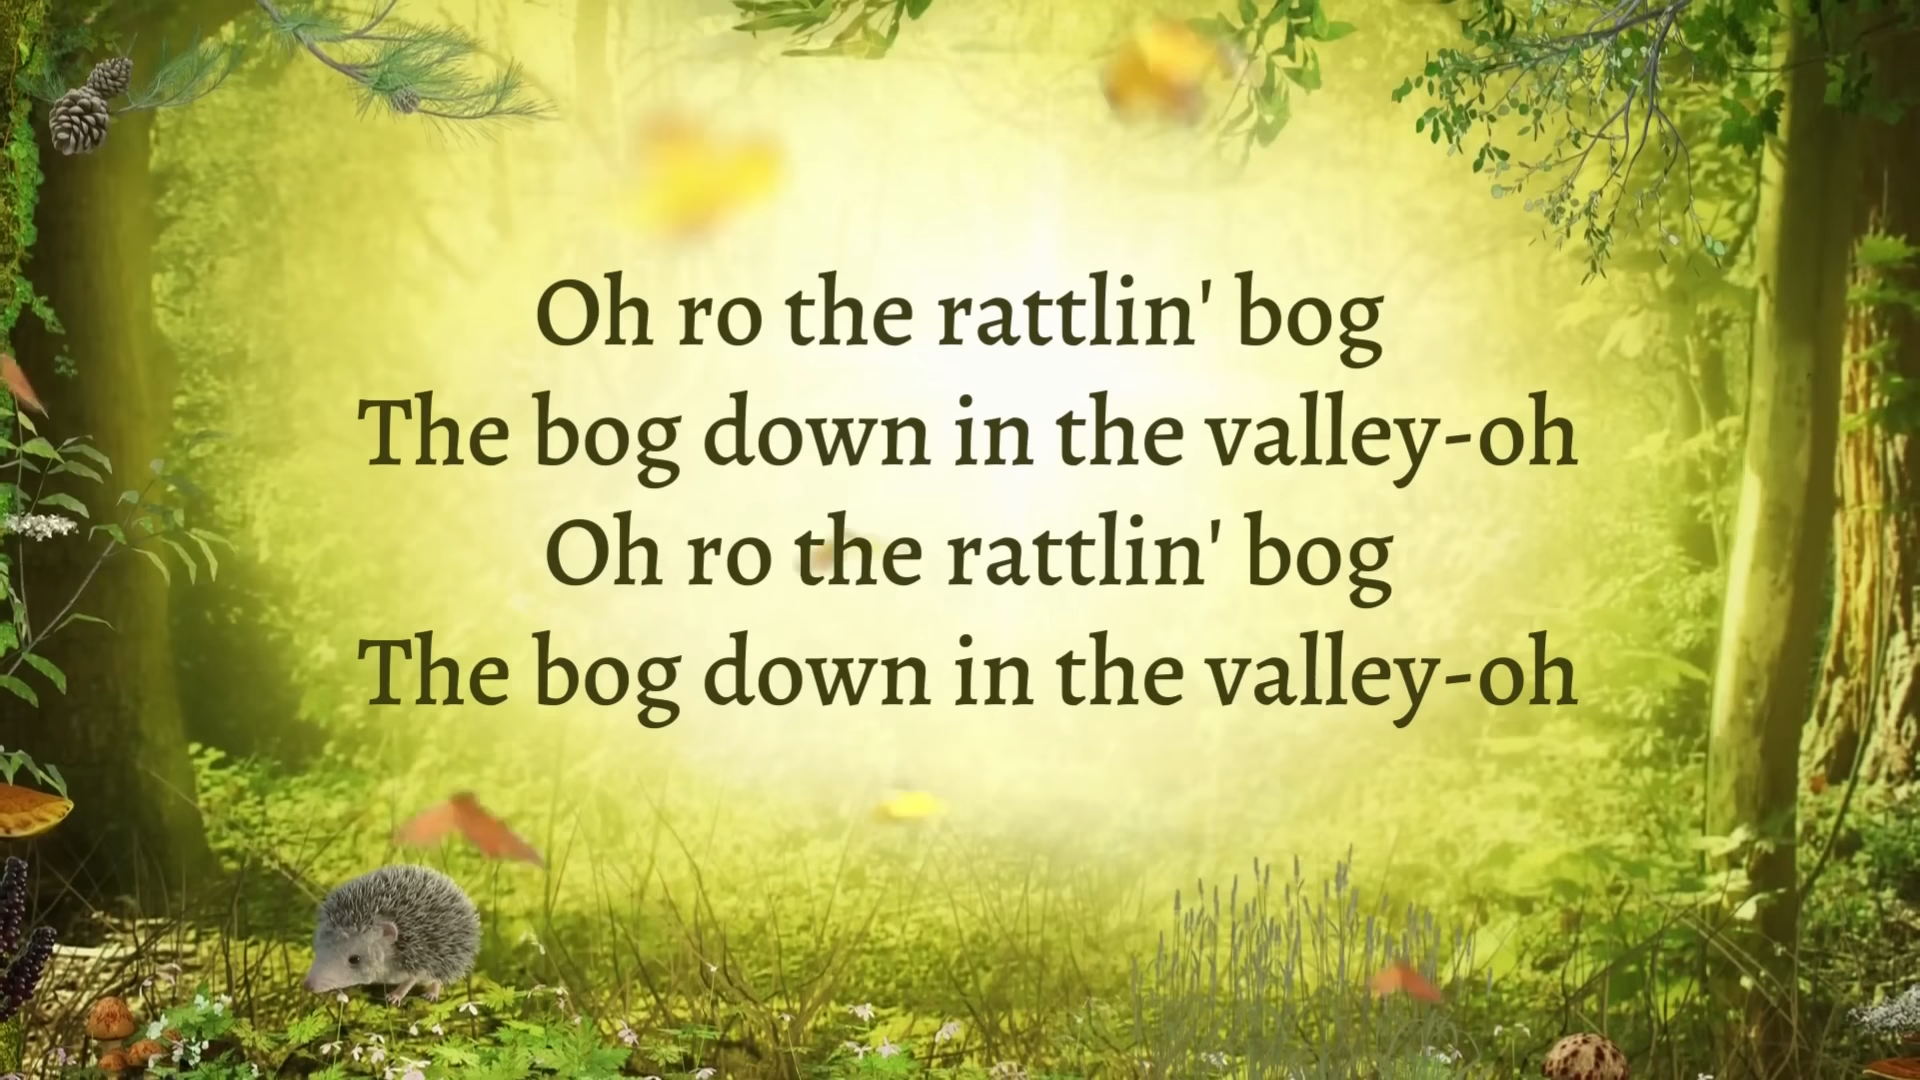 Oh ro the rattlin' bog
The bog down in the valley-oh
Oh ro the rattlin' bog
The bog down in the valley-oh